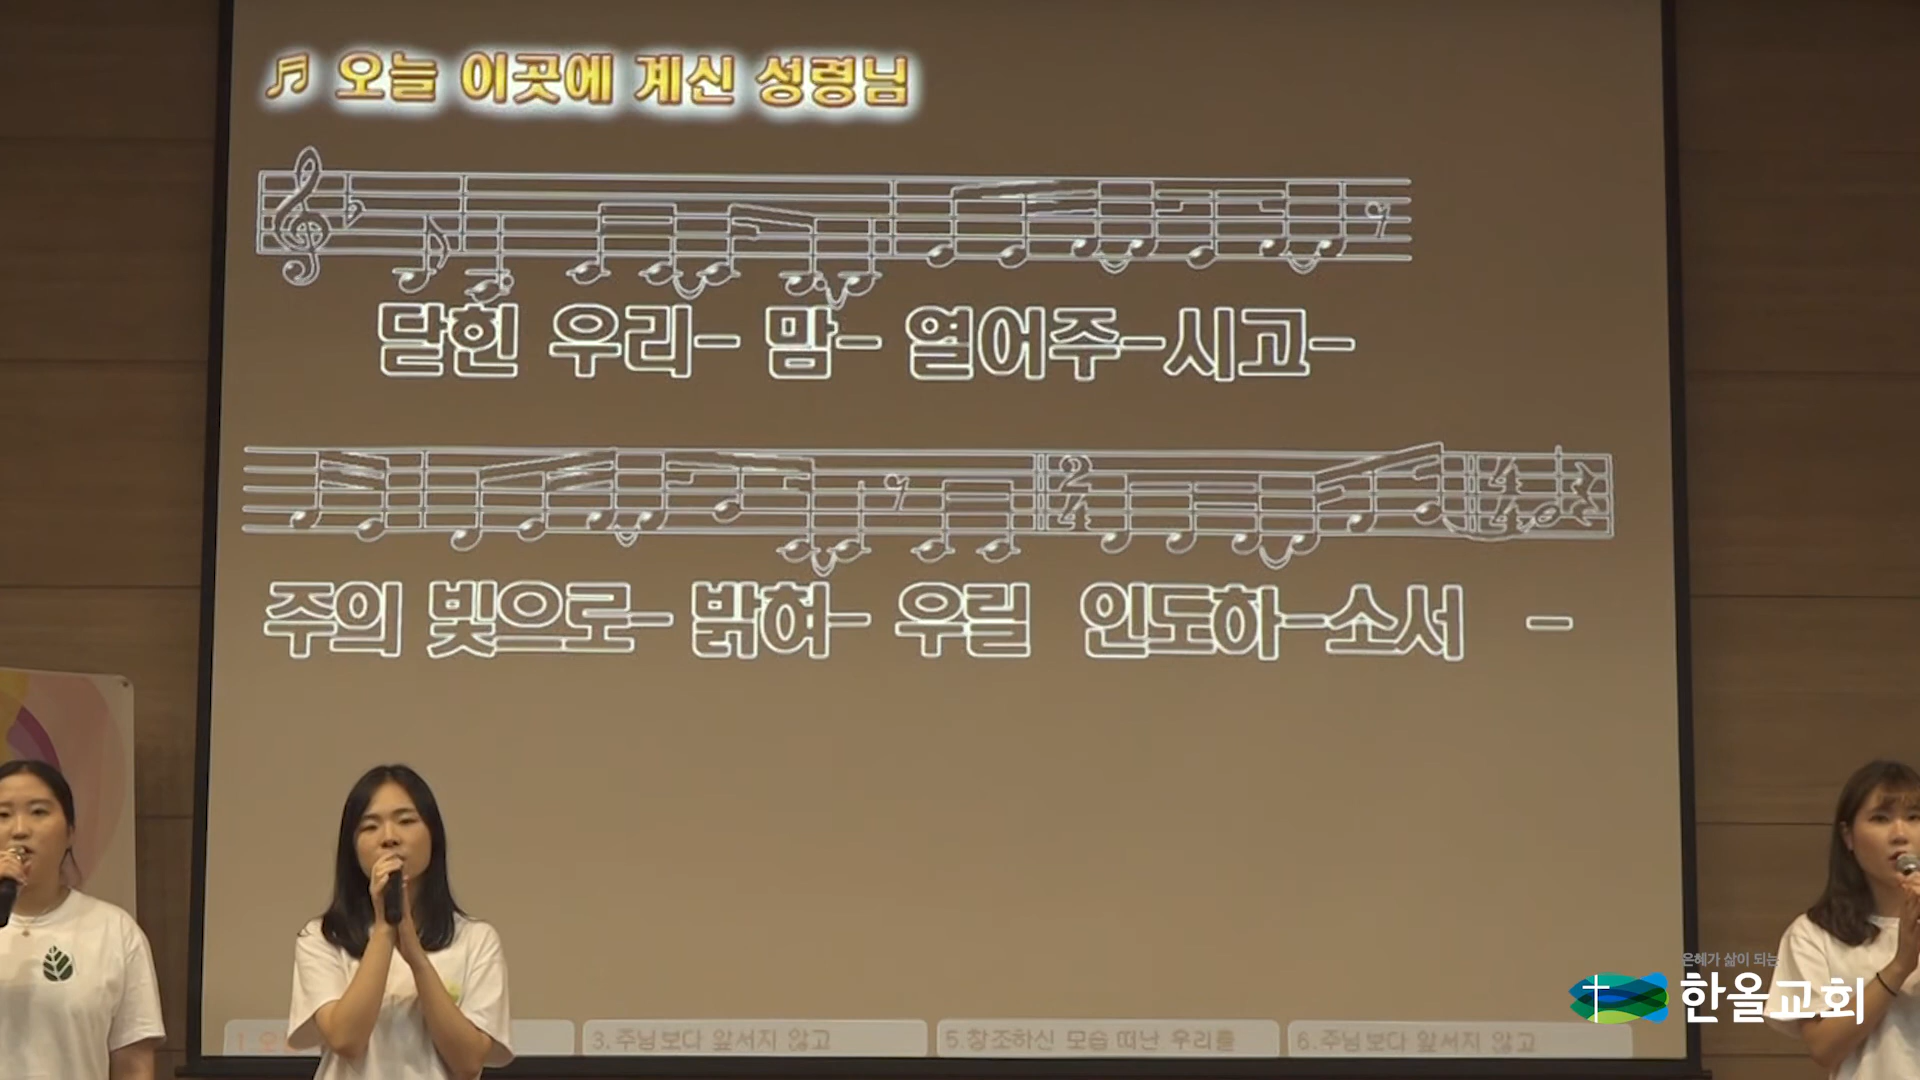 오늘 이곳에 계신 성령님
닫힌 우리- 맘- 열어주-시고-
2 4 4 4
주의 빛으로- 밝혀- 우릴 인도하-소서 -
은혜가 삶이 되는
한울교회
3.주님보다 앞서지 않고
5.창조하신 모습 떠난 우리를
6.주님보다 앞서지 않고